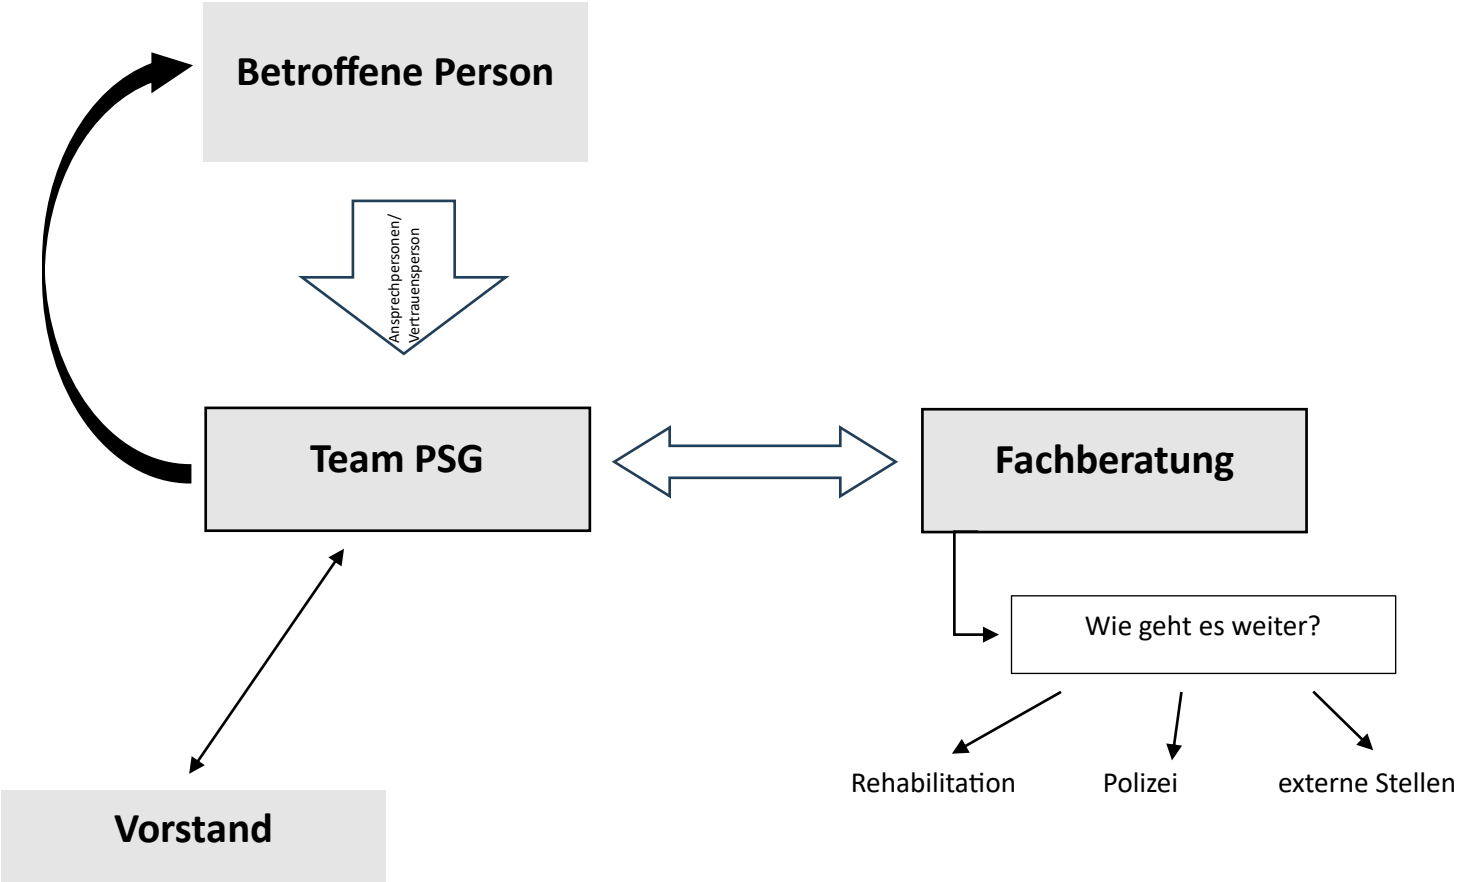 Betroffene Person
Ansprechpersonen/
Vertrauensperson
Team PSG
Fachberatung
Wie geht es weiter?
Rehabilitation
Polizei
externe Stellen
Vorstand